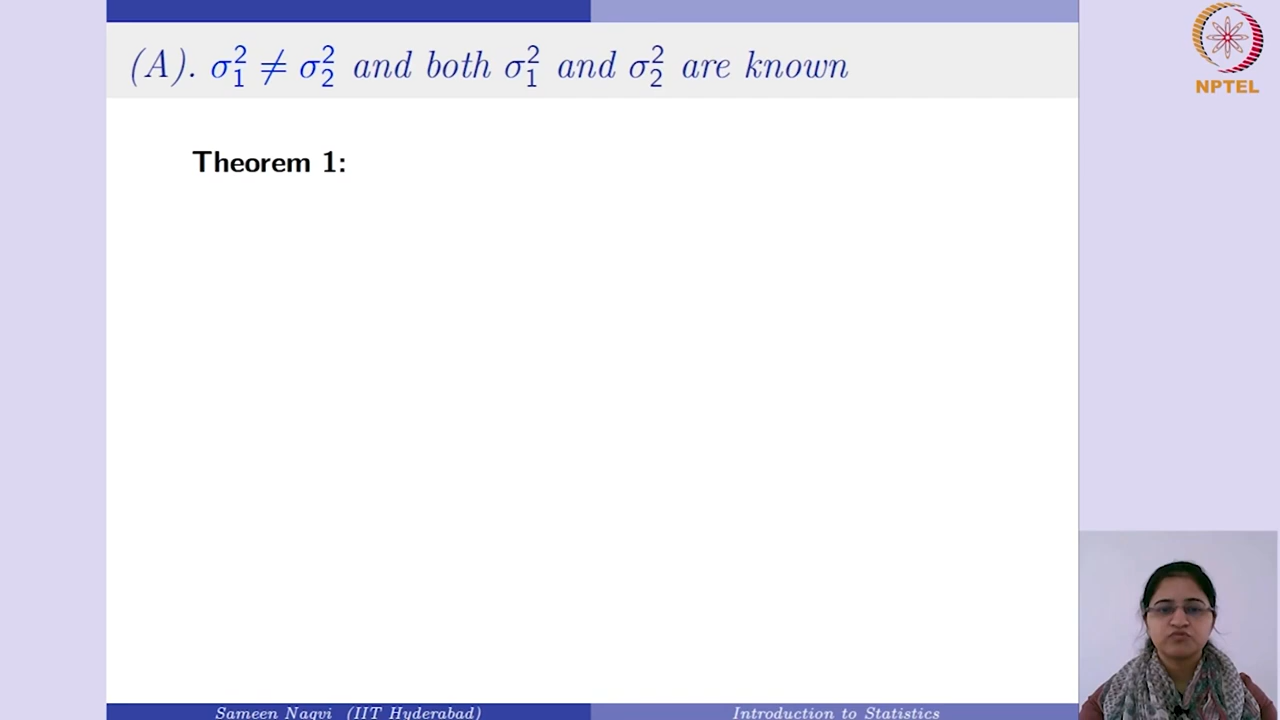 (A). σ₁² ≠ σ₂² and both σ₁² and σ₂² are known
NPTEL
Theorem 1:
Sameen Naqvi (IIT Hyderabad)
Introduction to Statistics